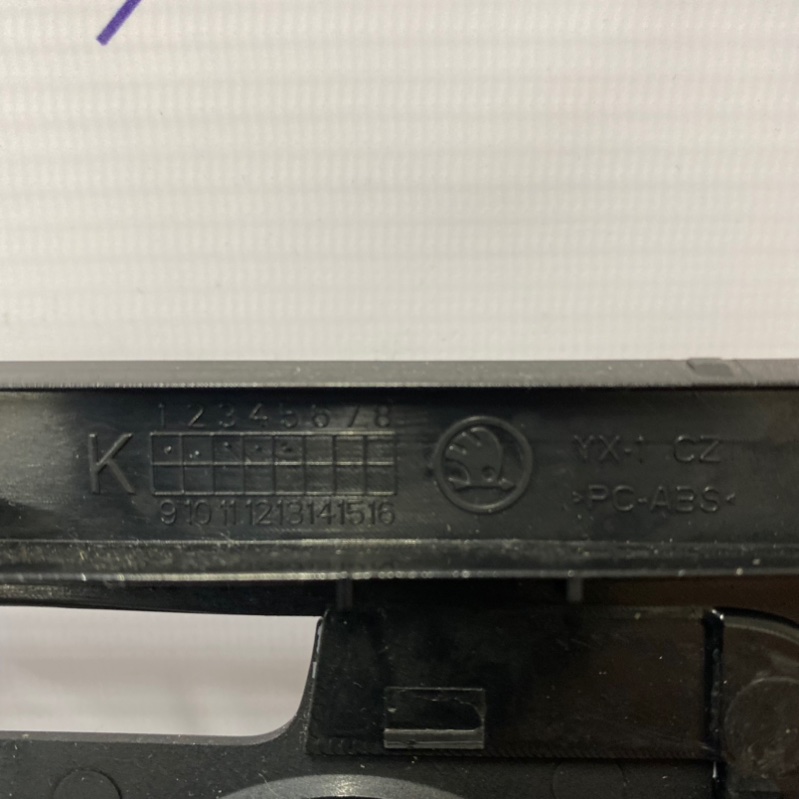 1 2 3 4 5 6 7 8
K
9 10 11 12 13 14 15 16
YX-1 CZ
>PC-ABS<